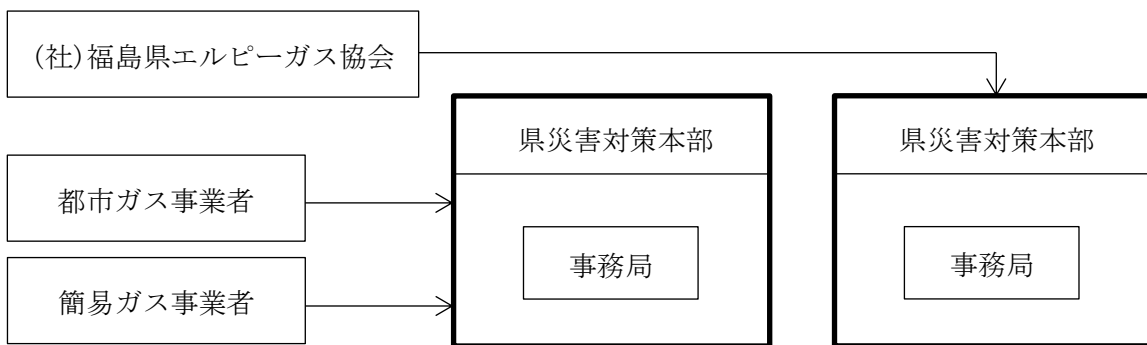 (社)福島県エルピーガス協会
県災害対策本部
県災害対策本部
都市ガス事業者
事務局
事務局
簡易ガス事業者